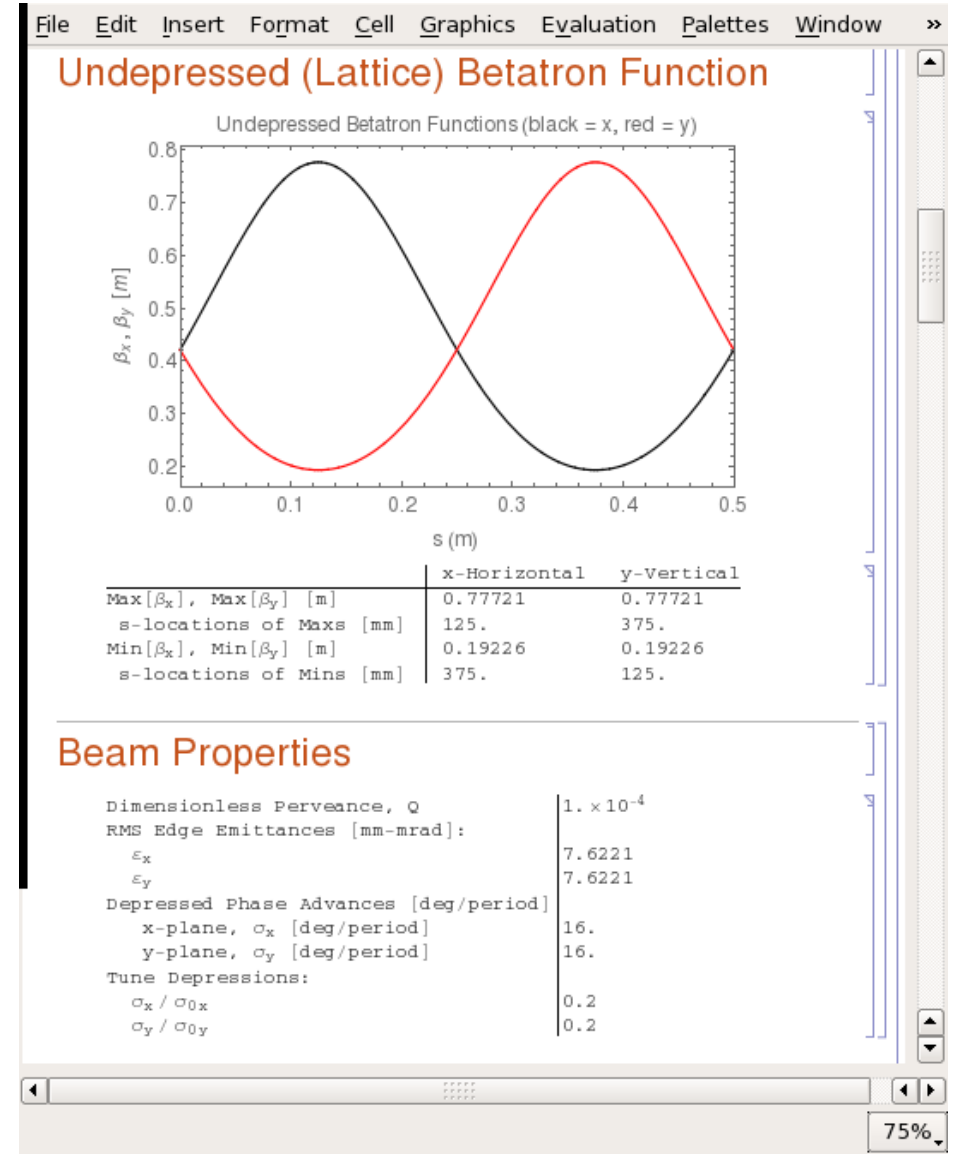 File Edit Insert Format Cell Graphics Evaluation Palettes Window »
Undepressed (Lattice) Betatron Function
Undepressed Betatron Functions (black = x, red = y)
0.8
0.7
0.6
0.5
0.4
0.3
0.2
βx, βy [m]
0.0 0.1 0.2 0.3 0.4 0.5
s (m)
x-Horizontal y-Vertical
Max[βx], Max[βy] [m] 0.77721 0.77721
s-locations of Maxs [mm] 125. 375.
Min[βx], Min[βy] [m] 0.19226 0.19226
s-locations of Mins [mm] 375. 125.
Beam Properties
Dimensionless Perveance, Q 1. × 10⁻⁴
RMS Edge Emittances [mm-mrad]:
εx 7.6221
εy 7.6221
Depressed Phase Advances [deg/period]
x-plane, σx [deg/period] 16.
y-plane, σy [deg/period] 16.
Tune Depressions:
σx / σ0x 0.2
σy / σ0y 0.2
75%